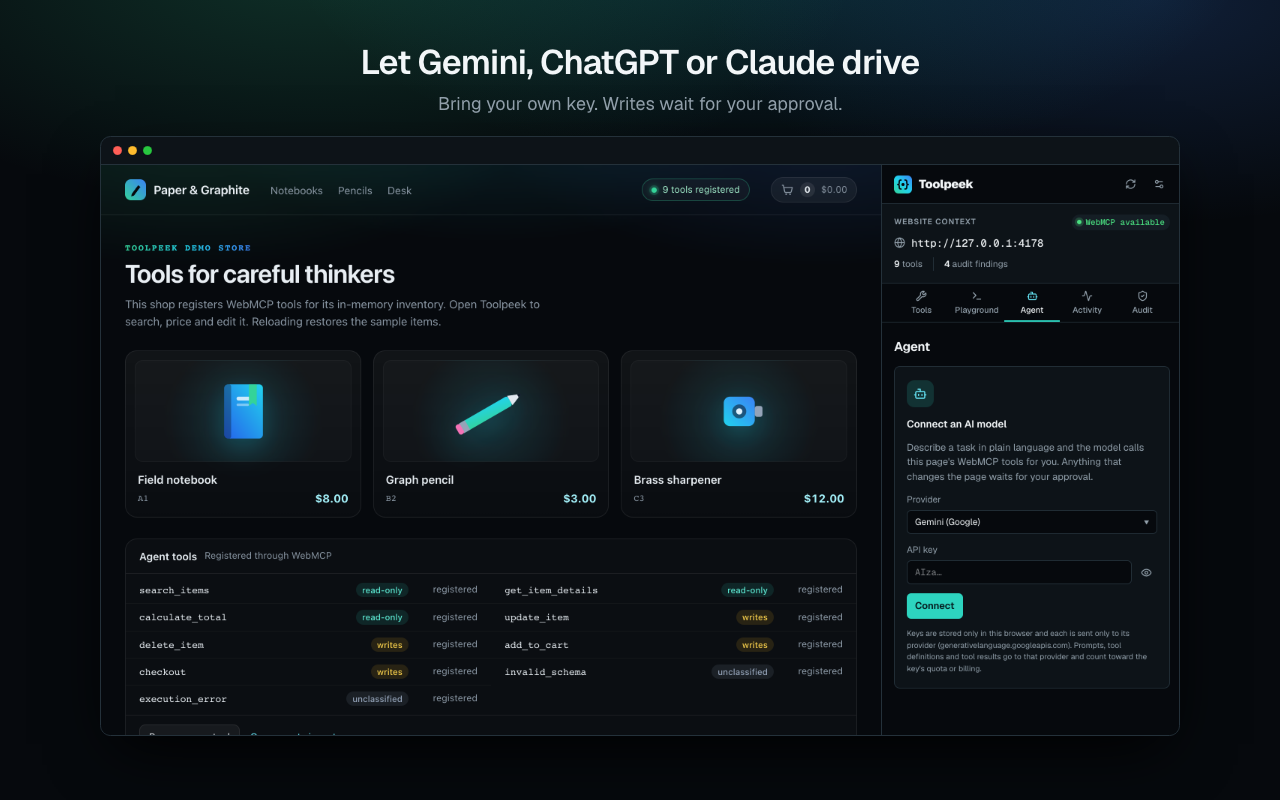 Let Gemini, ChatGPT or Claude drive
Bring your own key. Writes wait for your approval.
Paper & Graphite
Notebooks
Pencils
Desk
9 tools registered
0
$0.00
TOOLPEEK DEMO STORE
Tools for careful thinkers
This shop registers WebMCP tools for its in-memory inventory. Open Toolpeek to
search, price and edit it. Reloading restores the sample items.
Field notebook
A1
$8.00
Graph pencil
B2
$3.00
Brass sharpener
C3
$12.00
Agent tools
Registered through WebMCP
search_items
read-only
registered
get_item_details
read-only
registered
calculate_total
read-only
registered
update_item
writes
registered
delete_item
writes
registered
add_to_cart
writes
registered
checkout
writes
registered
invalid_schema
unclassified
registered
execution_error
unclassified
registered
Toolpeek
WEBSITE CONTEXT
WebMCP available
http://127.0.0.1:4178
9 tools
4 audit findings
Tools
Playground
Agent
Activity
Audit
Agent
Connect an AI model
Describe a task in plain language and the model calls
this page's WebMCP tools for you. Anything that
changes the page waits for your approval.
Provider
Gemini (Google)
API key
AIza…
Connect
Keys are stored only in this browser and each is sent only to its
provider (generativelanguage.googleapis.com). Prompts, tool
definitions and tool results go to that provider and count toward the
key's quota or billing.